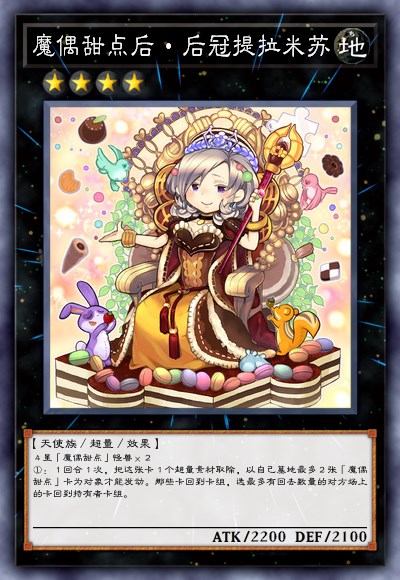 魔偶甜点后·后冠提拉米苏 地
【天使族／超量／效果】
4星「魔偶甜点」怪兽×2
①：1回合1次，把这张卡1个超量素材取除，以自己墓地最多2张「魔偶
甜点」卡为对象才能发动。那些卡回到卡组，选最多有回去数量的对方场上
的卡回到持有者卡组。
ATK/2200 DEF/2100